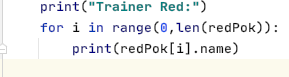 print("Trainer Red:")
for i in range(0,len(redPok)):
    print(redPok[i].name)